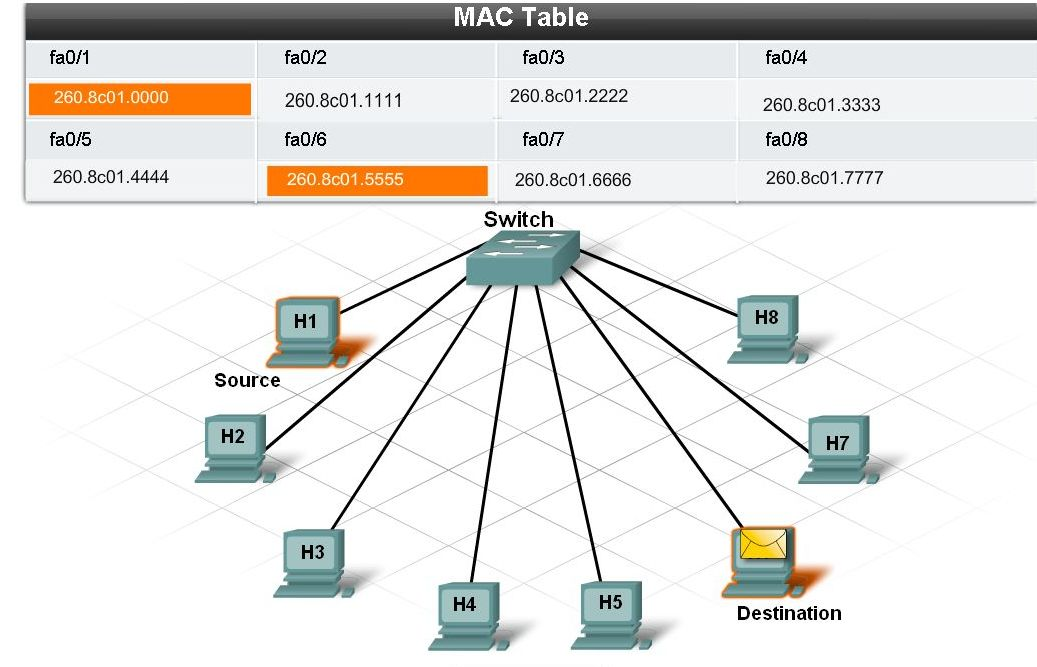 MAC Table
fa0/1 fa0/2 fa0/3 fa0/4
260.8c01.0000 260.8c01.1111 260.8c01.2222 260.8c01.3333
fa0/5 fa0/6 fa0/7 fa0/8
260.8c01.4444 260.8c01.5555 260.8c01.6666 260.8c01.7777
Switch
H1
H8
Source
H2
H7
H3
H4
H5
Destination